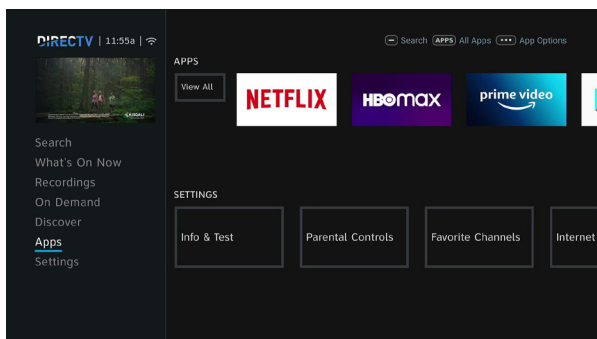 DIRECTV | 11:55a |
Search APPS All Apps ••• App Options
APPS
View All
NETFLIX
HBOmax
prime video
Search
What's On Now
Recordings
On Demand
Discover
Apps
Settings
SETTINGS
Info & Test
Parental Controls
Favorite Channels
Internet